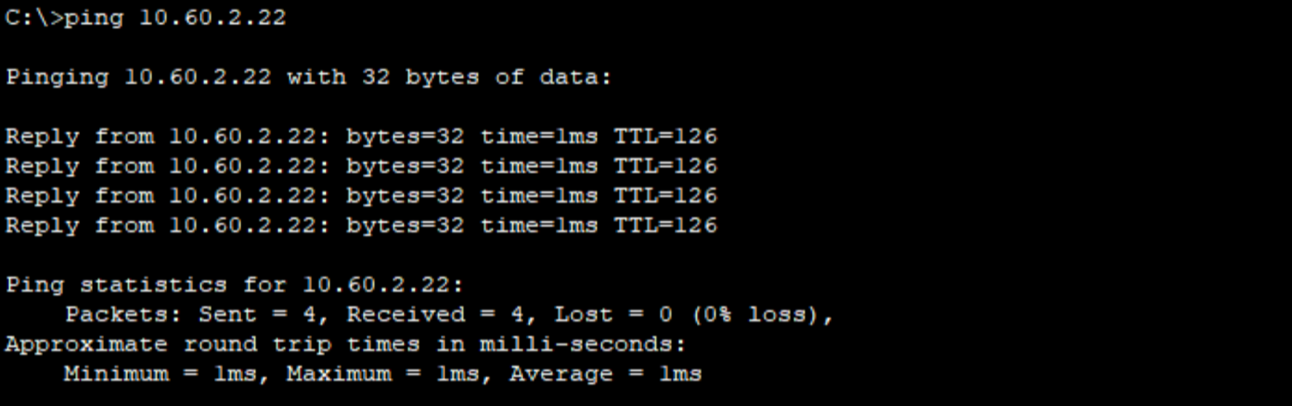 C:\>ping 10.60.2.22
Pinging 10.60.2.22 with 32 bytes of data:
Reply from 10.60.2.22: bytes=32 time=1ms TTL=126
Reply from 10.60.2.22: bytes=32 time=1ms TTL=126
Reply from 10.60.2.22: bytes=32 time=1ms TTL=126
Reply from 10.60.2.22: bytes=32 time=1ms TTL=126
Ping statistics for 10.60.2.22:
    Packets: Sent = 4, Received = 4, Lost = 0 (0% loss),
Approximate round trip times in milli-seconds:
    Minimum = 1ms, Maximum = 1ms, Average = 1ms